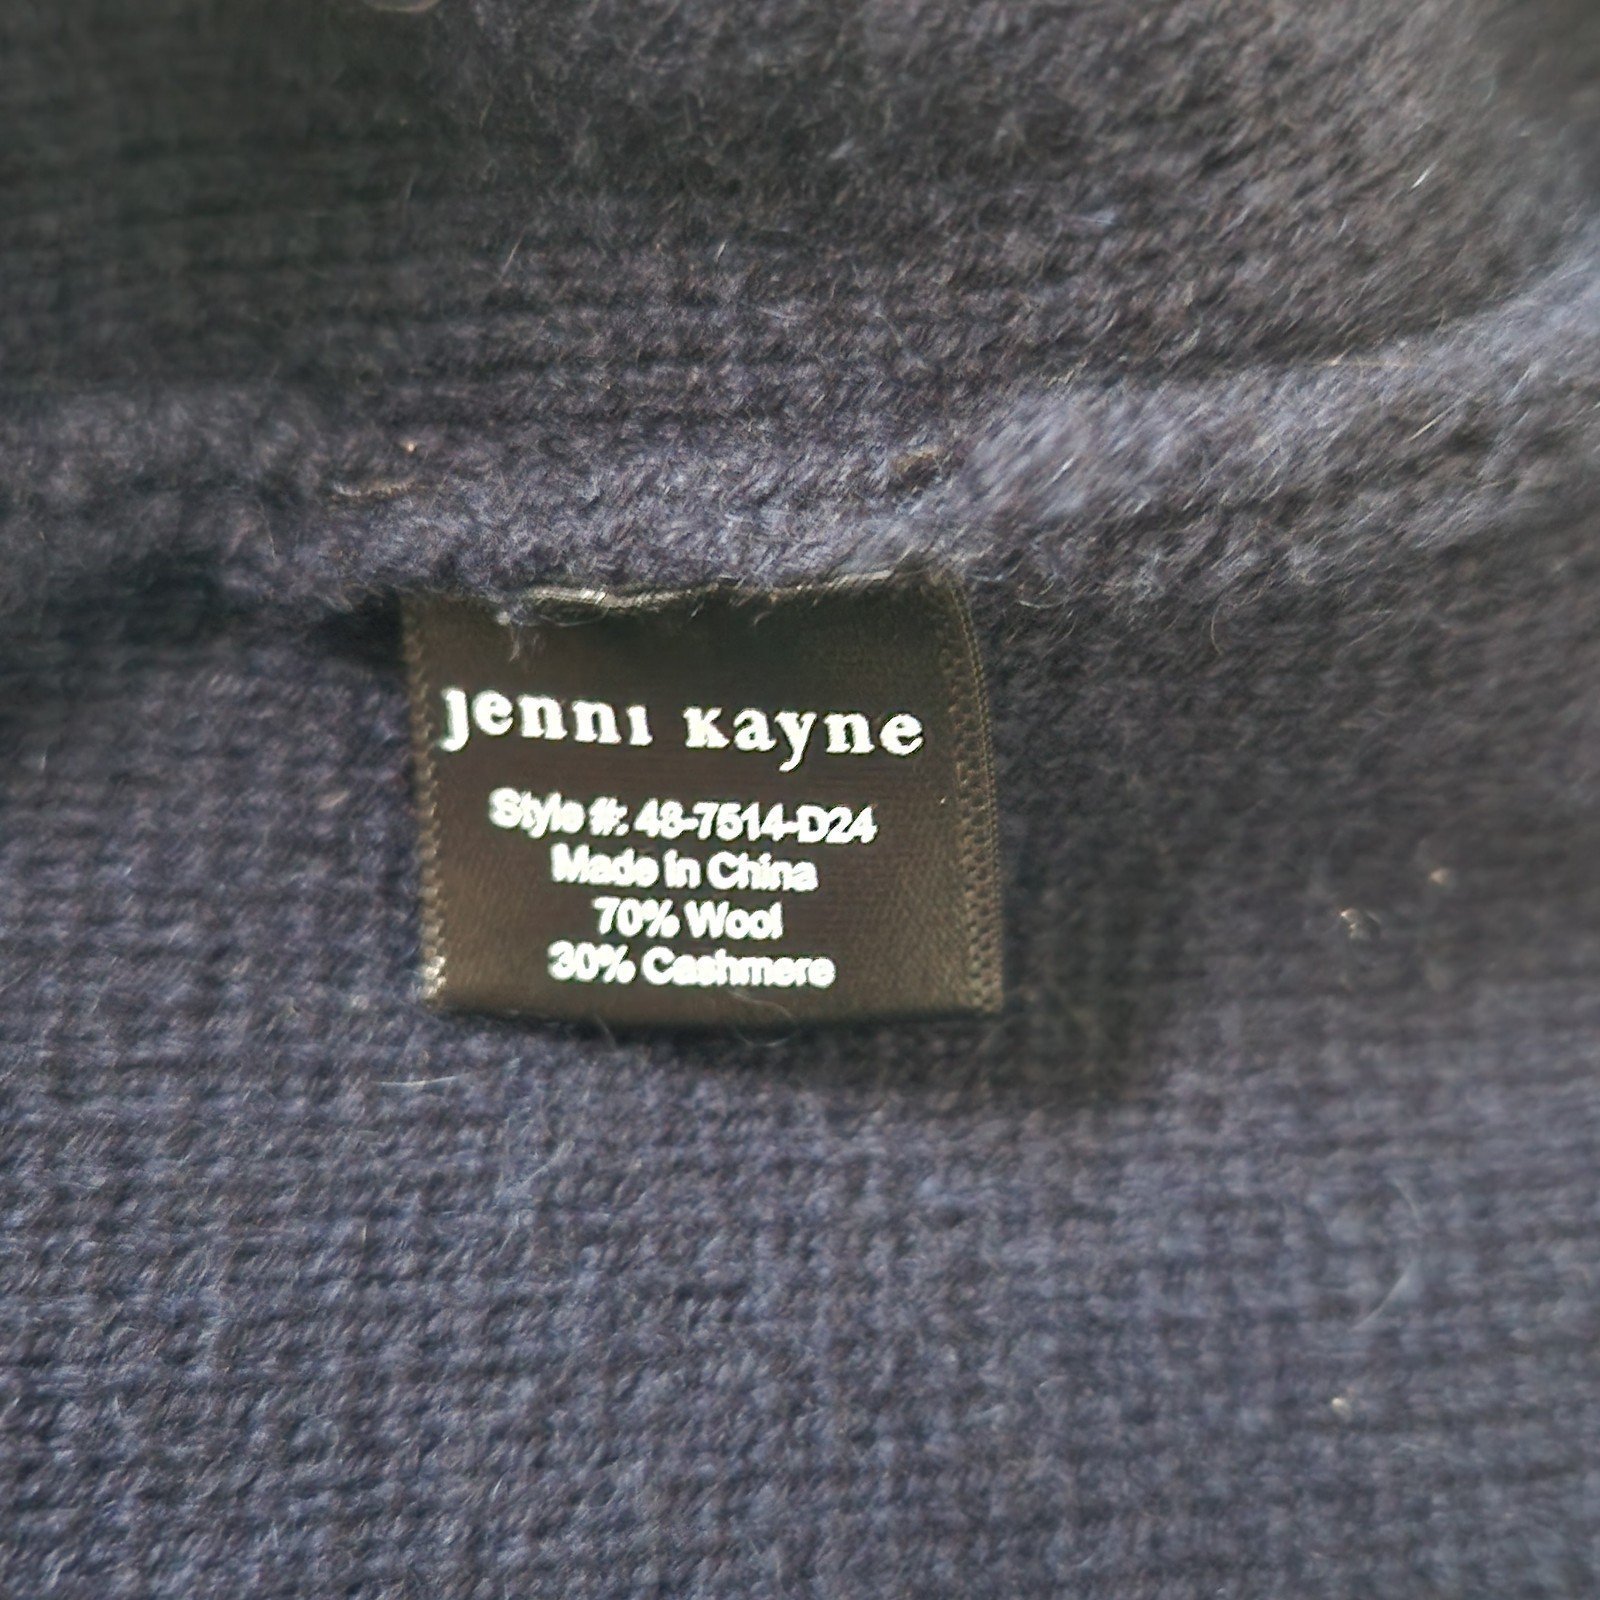 jenni kayne
Style #: 48-7514-D24
Made in China
70% Wool
30% Cashmere